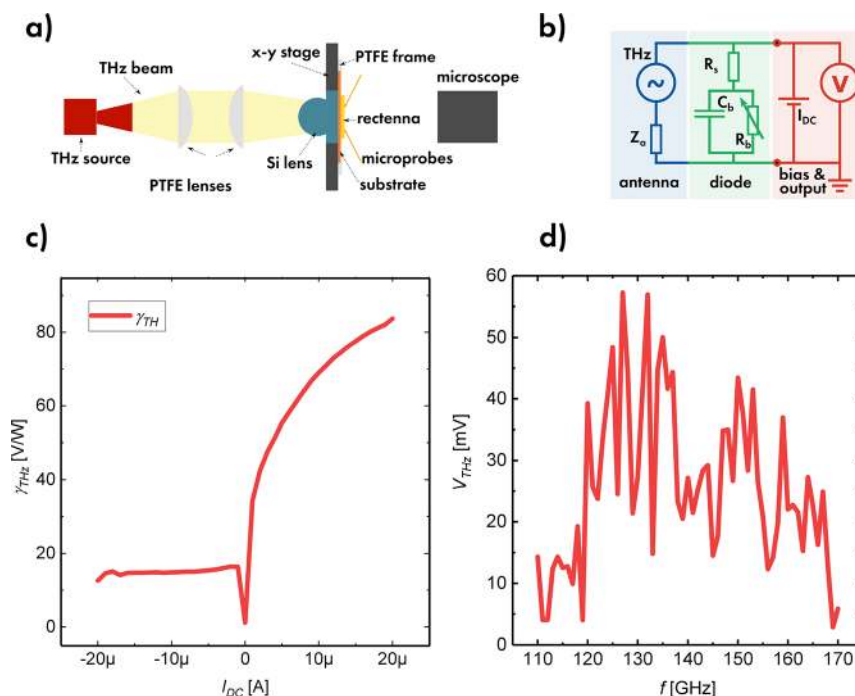 a)
x-y stage
PTFE frame
THz beam
microscope
rectenna
THz source
Si lens
microprobes
PTFE lenses
substrate
b)
THz
R_s
~
C_b
V
I_DC
Z_a
R_b
antenna
diode
bias &
output
c)
γ_TH
80
60
40
20
0
γ_THz [V/W]
-20μ
-10μ
0
10μ
20μ
I_DC [A]
d)
60
50
40
30
20
10
0
V_THz [mV]
110
120
130
140
150
160
170
f [GHz]